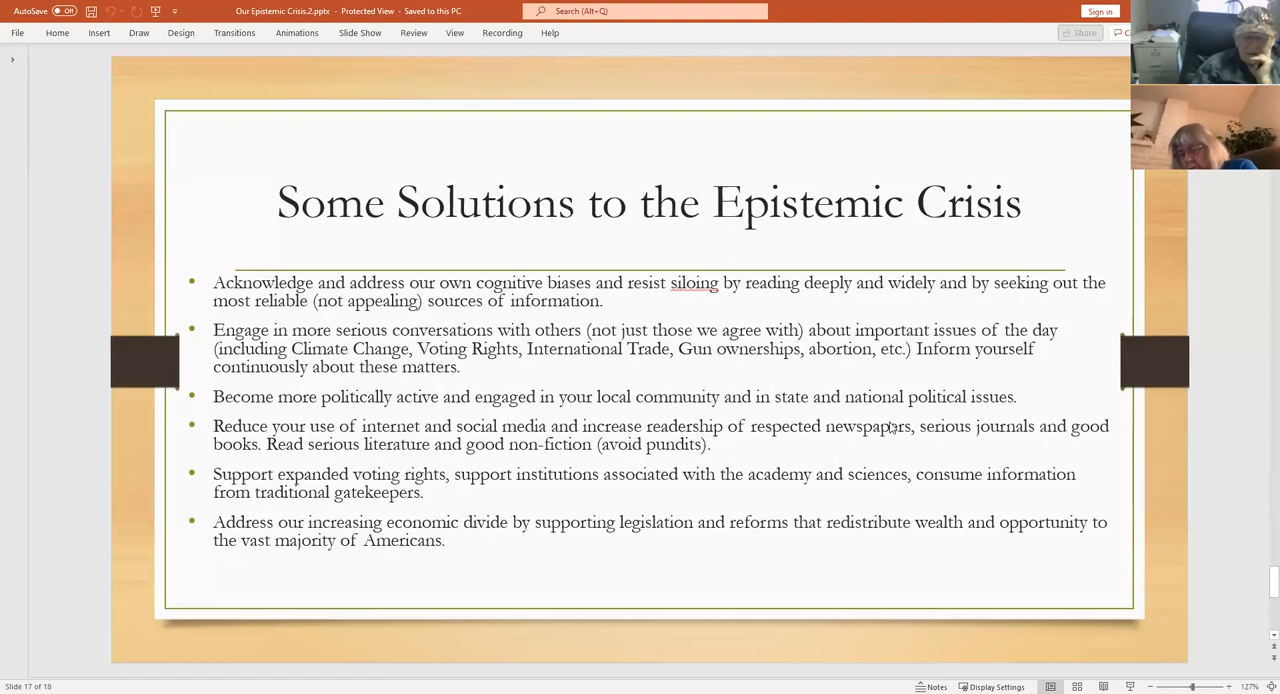 AutoSave Off Our Epistemic Crisis.2.pptx - Protected View • Saved to this PC Search (Alt+Q) Sign in
File Home Insert Draw Design Transitions Animations Slide Show Review View Recording Help Share
Some Solutions to the Epistemic Crisis
• Acknowledge and address our own cognitive biases and resist siloing by reading deeply and widely and by seeking out the
most reliable (not appealing) sources of information.
• Engage in more serious conversations with others (not just those we agree with) about important issues of the day
(including Climate Change, Voting Rights, International Trade, Gun ownerships, abortion, etc.) Inform yourself
continuously about these matters.
• Become more politically active and engaged in your local community and in state and national political issues.
• Reduce your use of internet and social media and increase readership of respected newspapers, serious journals and good
books. Read serious literature and good non-fiction (avoid pundits).
• Support expanded voting rights, support institutions associated with the academy and sciences, consume information
from traditional gatekeepers.
• Address our increasing economic divide by supporting legislation and reforms that redistribute wealth and opportunity to
the vast majority of Americans.
Slide 17 of 18 Notes Display Settings 127%